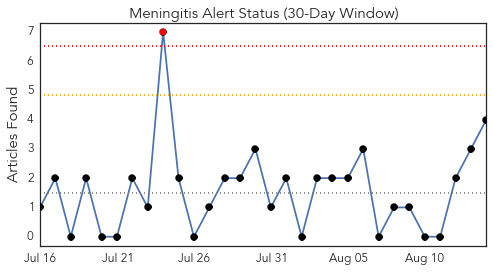 Meningitis Alert Status (30-Day Window)
Articles Found
7
6
5
4
3
2
1
0
Jul 16
Jul 21
Jul 26
Jul 31
Aug 05
Aug 10